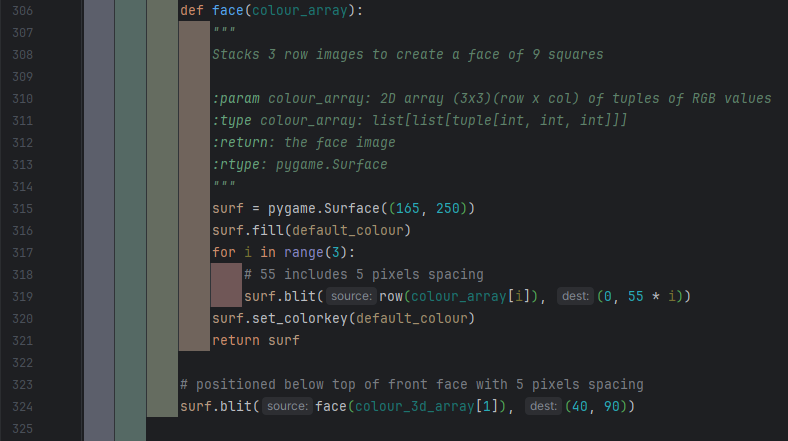 306 def face(colour_array):
307 """
308 Stacks 3 row images to create a face of 9 squares
309
310 :param colour_array: 2D array (3x3)(row x col) of tuples of RGB values
311 :type colour_array: list[list[tuple[int, int, int]]]
312 :return: the face image
313 :rtype: pygame.Surface
314 """
315 surf = pygame.Surface((165, 250))
316 surf.fill(default_colour)
317 for i in range(3):
318 # 55 includes 5 pixels spacing
319 surf.blit( source: row(colour_array[i]), dest: (0, 55 * i))
320 surf.set_colorkey(default_colour)
321 return surf
322
323 # positioned below top of front face with 5 pixels spacing
324 surf.blit( source: face(colour_3d_array[1]), dest: (40, 90))
325